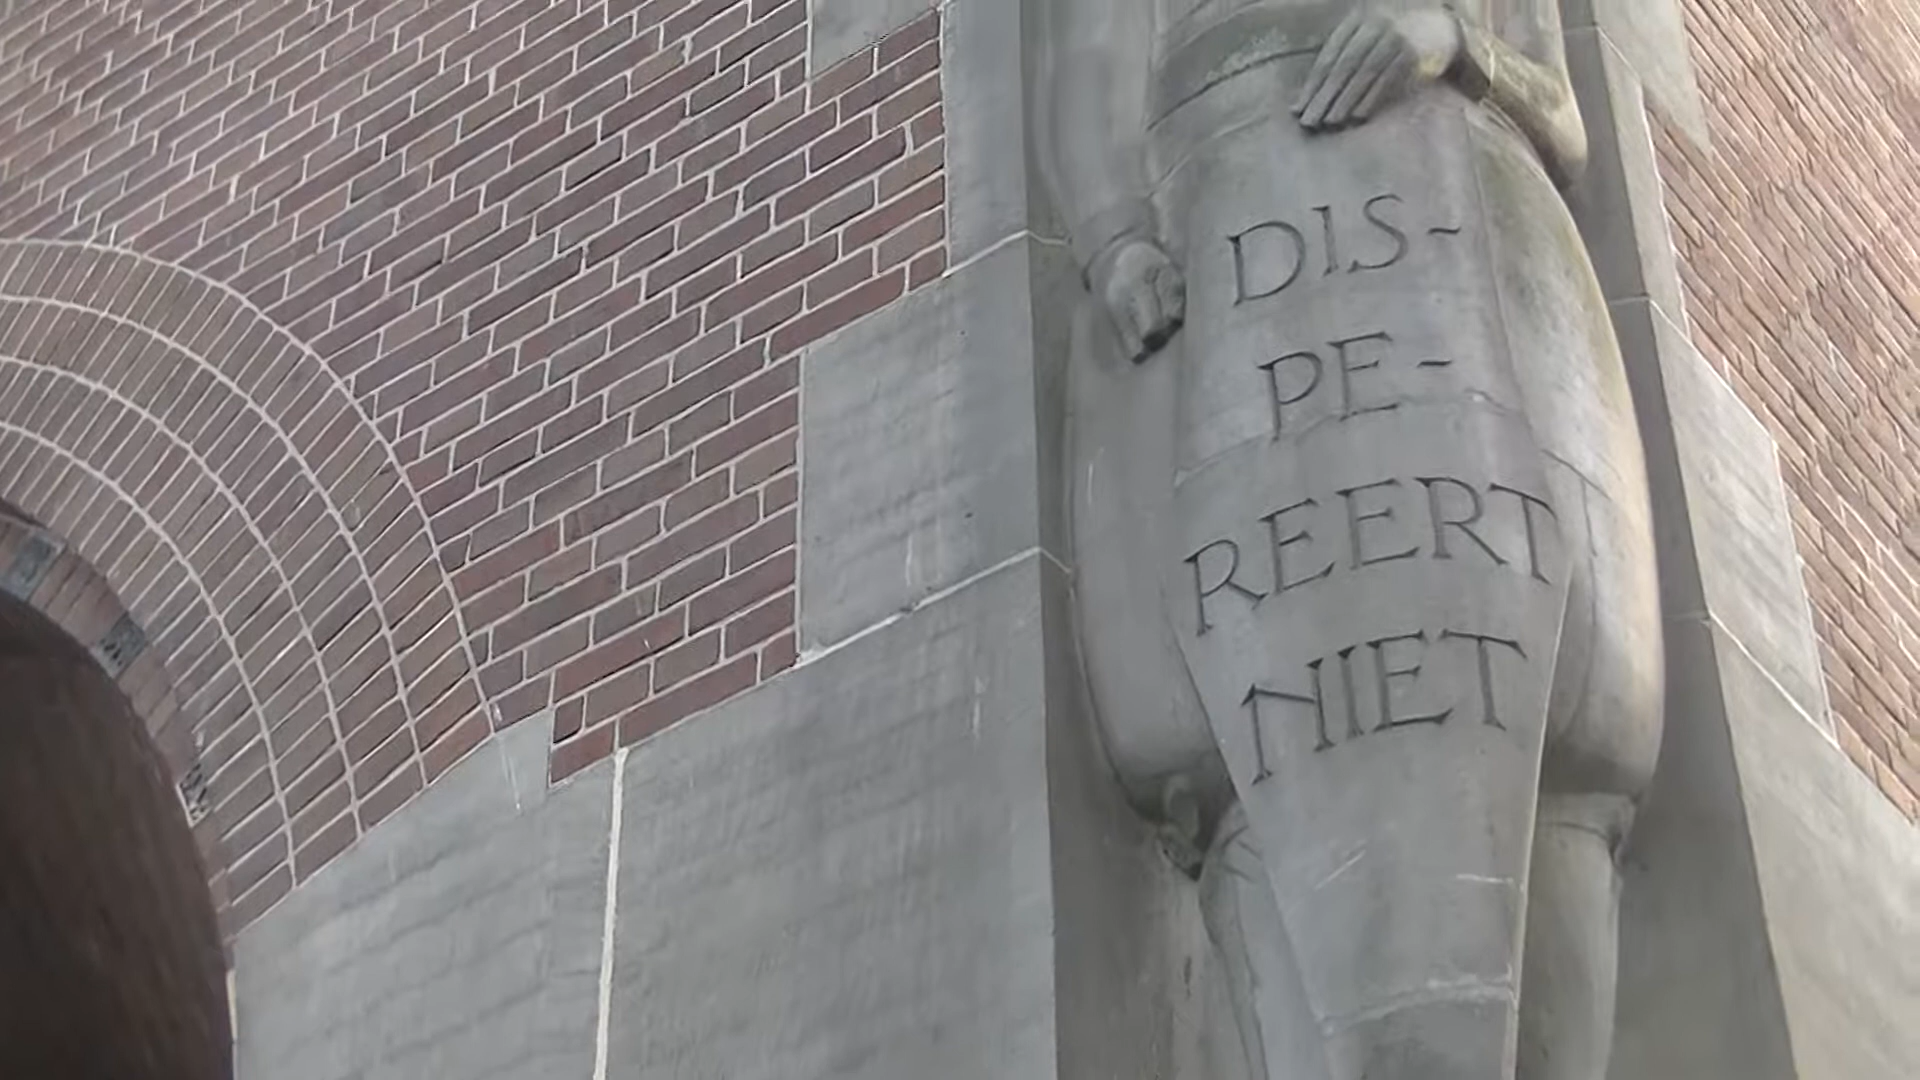 DIS-
PE-
REERT
NIET